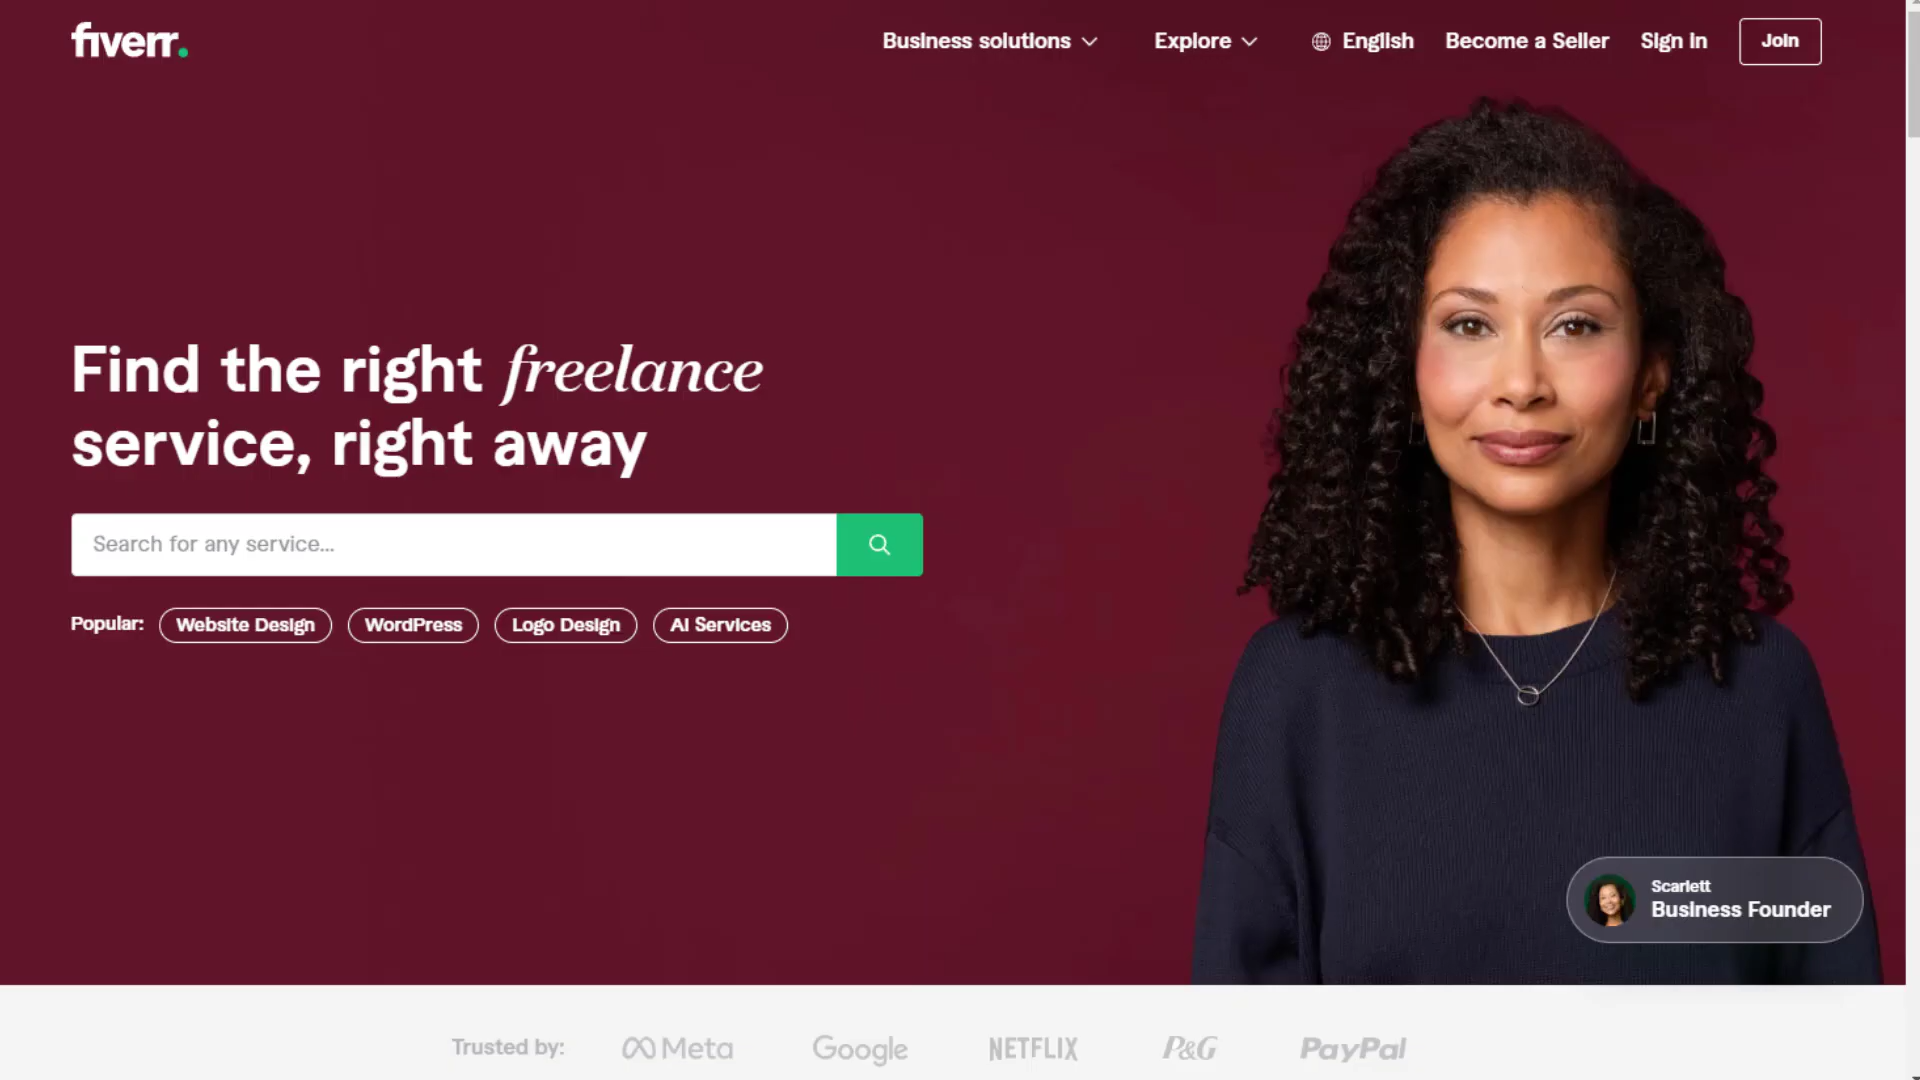 fiverr.
Business solutions
Explore
English
Become a Seller
Sign in
Join
Find the right freelance
service, right away
Search for any service...
Popular:
Website Design
WordPress
Logo Design
AI Services
Scarlett
Business Founder
Trusted by:
Meta
Google
NETFLIX
P&G
PayPal